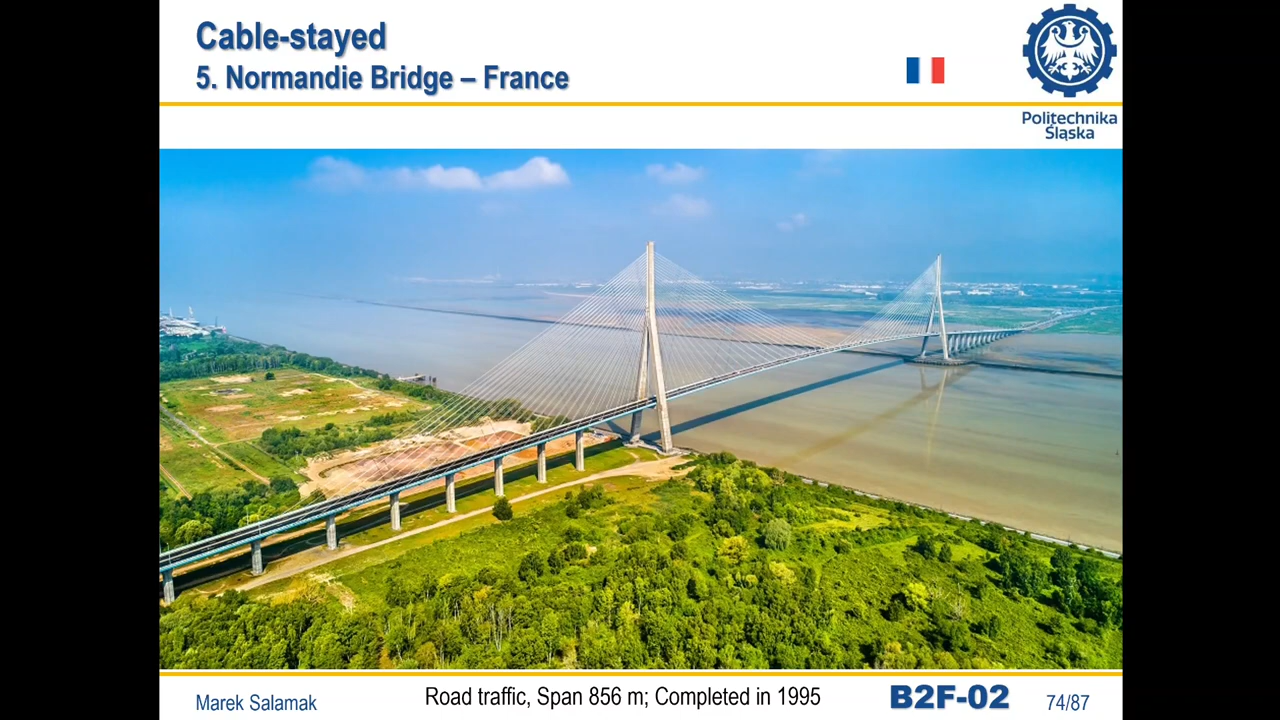 Cable-stayed
5. Normandie Bridge – France
Politechnika
Śląska
Marek Salamak
Road traffic, Span 856 m; Completed in 1995
B2F-02
74/87